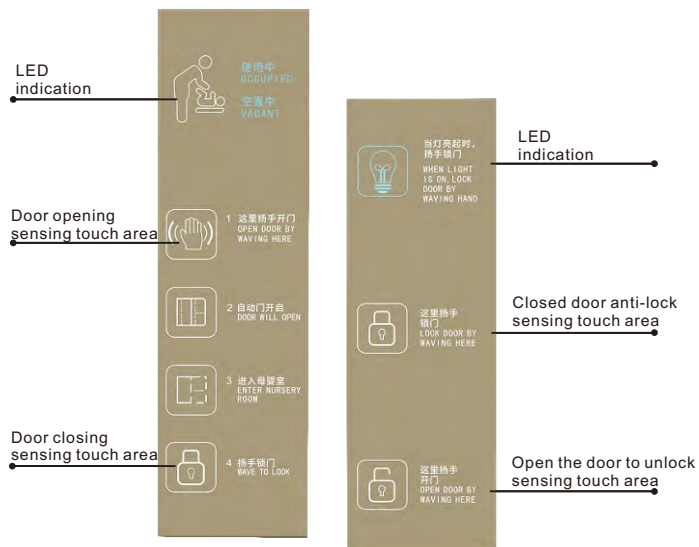 LED
indication
使用中
OCCUPIED
空置中
VACANT
Door opening
sensing touch area
1 这里扬手开门
OPEN DOOR BY
WAVING HERE
2 自动门开启
DOOR WILL OPEN
3 进入母婴室
ENTER NURSERY
ROOM
Door closing
sensing touch area
4 扬手锁门
WAVE TO LOOK
当灯亮起时，
扬手锁门
WHEN LIGHT
IS ON, LOCK
DOOR BY
WAVING HAND
LED
indication
这里扬手
锁门
LOOK DOOR BY
WAVING HERE
Closed door anti-lock
sensing touch area
这里扬手
开门
OPEN DOOR BY
WAVING HERE
Open the door to unlock
sensing touch area